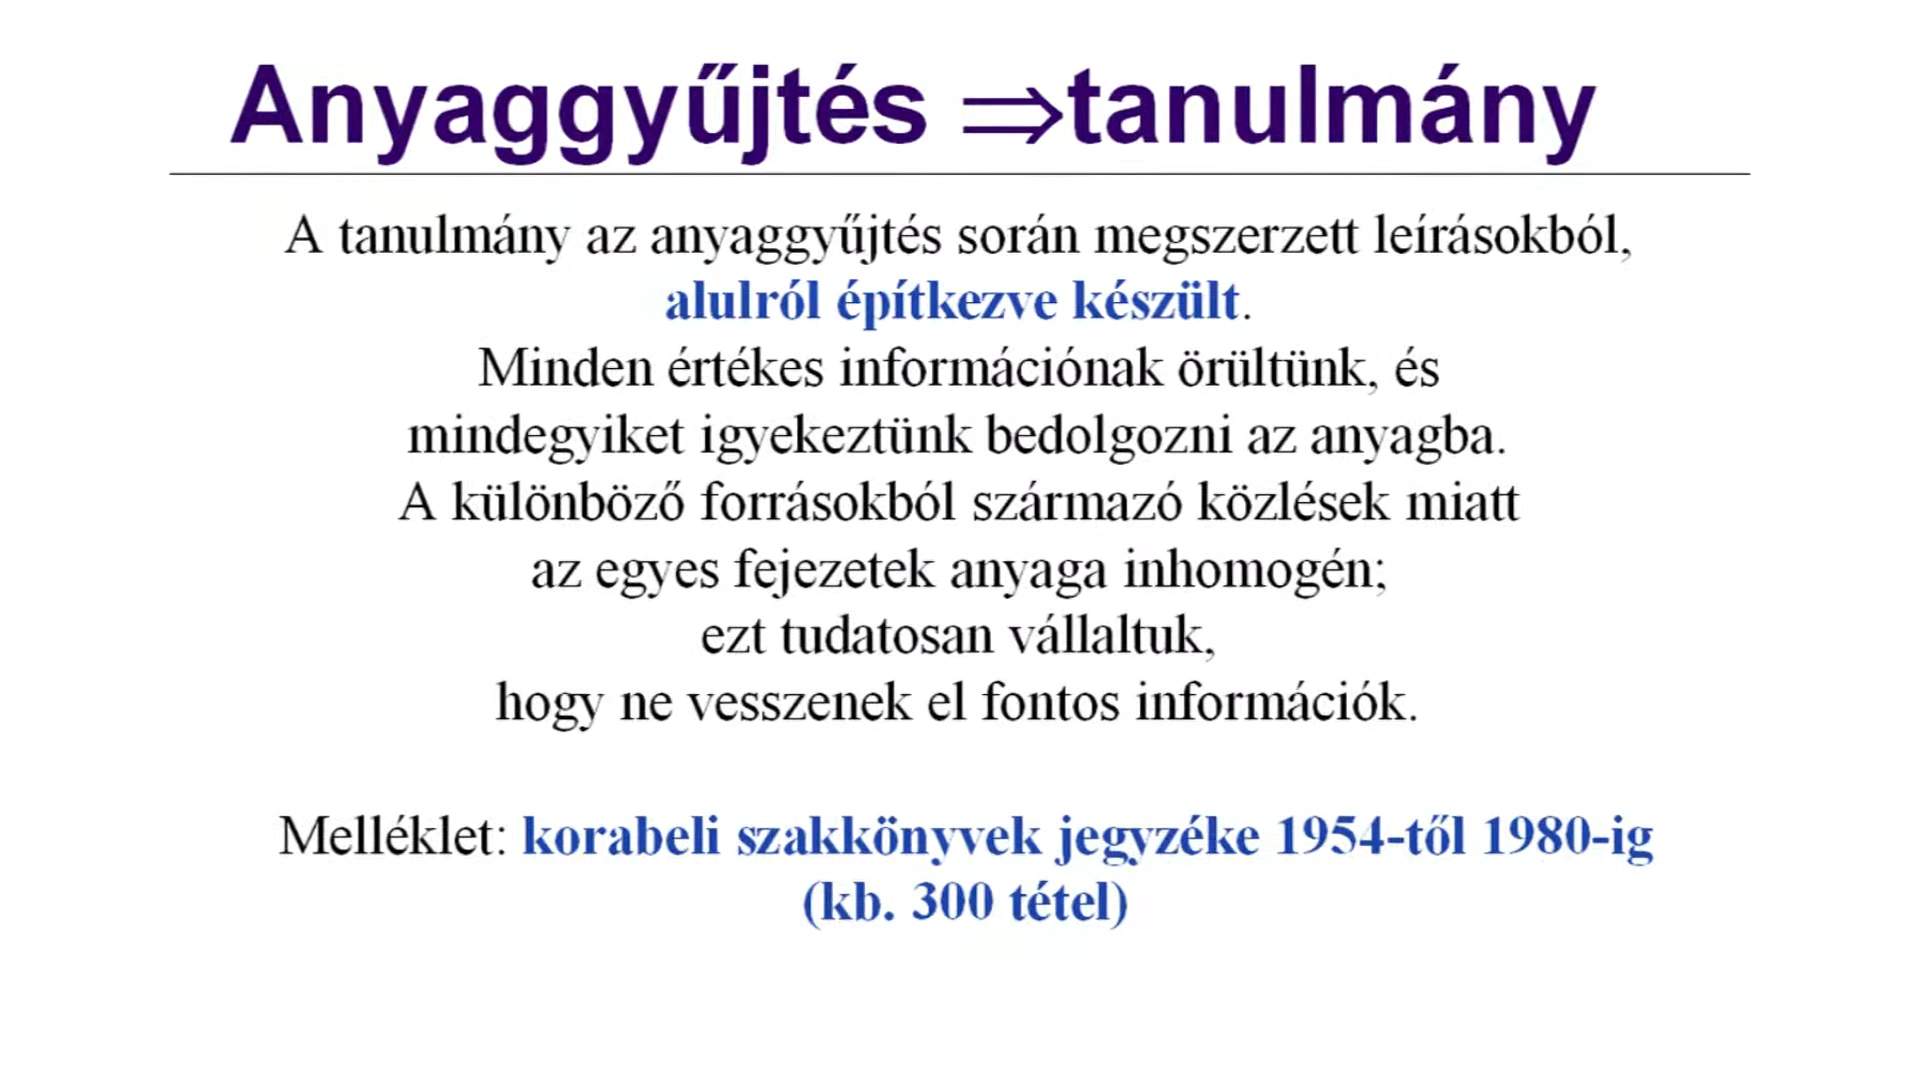 Anyaggyűjtés ⇒tanulmány
A tanulmány az anyaggyűjtés során megszerzett leírásokból,
alulról építkezve készült.
Minden értékes információnak örültünk, és
mindegyiket igyekeztünk bedolgozni az anyagba.
A különböző forrásokból származó közlések miatt
az egyes fejezetek anyaga inhomogén;
ezt tudatosan vállaltuk,
hogy ne vesszenek el fontos információk.
Melléklet: korabeli szakkönyvek jegyzéke 1954-től 1980-ig
(kb. 300 tétel)